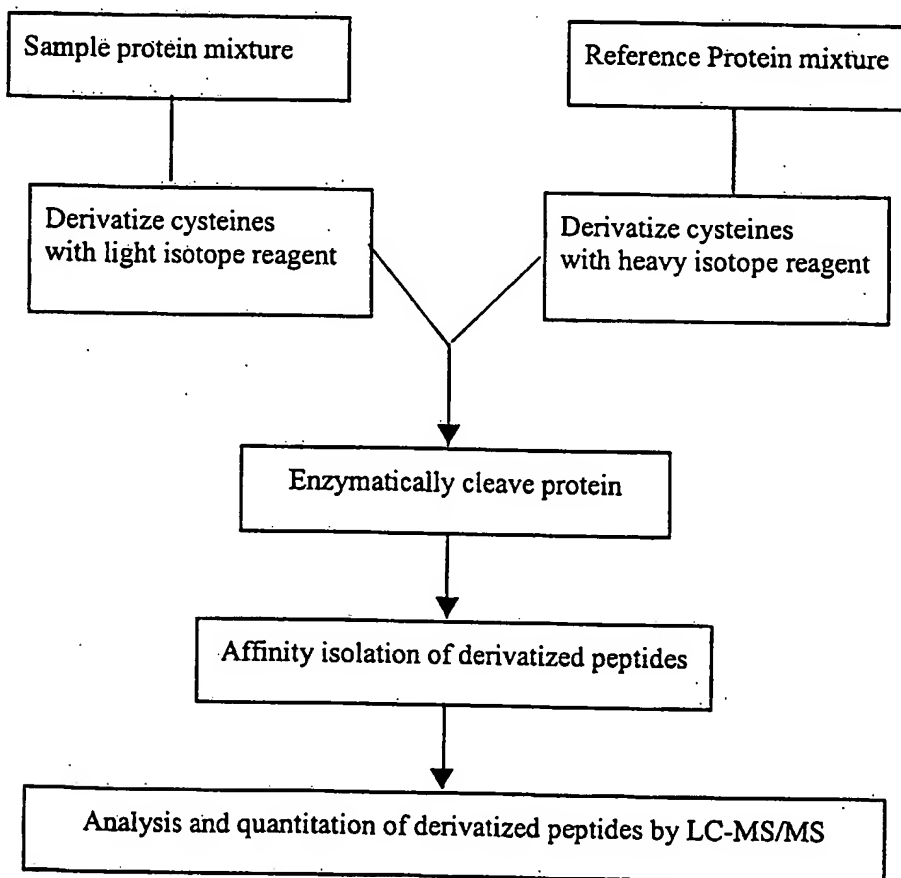 Sample protein mixture
Reference Protein mixture
Derivatize cysteines
with light isotope reagent
Derivatize cysteines
with heavy isotope reagent
Enzymatically cleave protein
Affinity isolation of derivatized peptides
Analysis and quantitation of derivatized peptides by LC-MS/MS